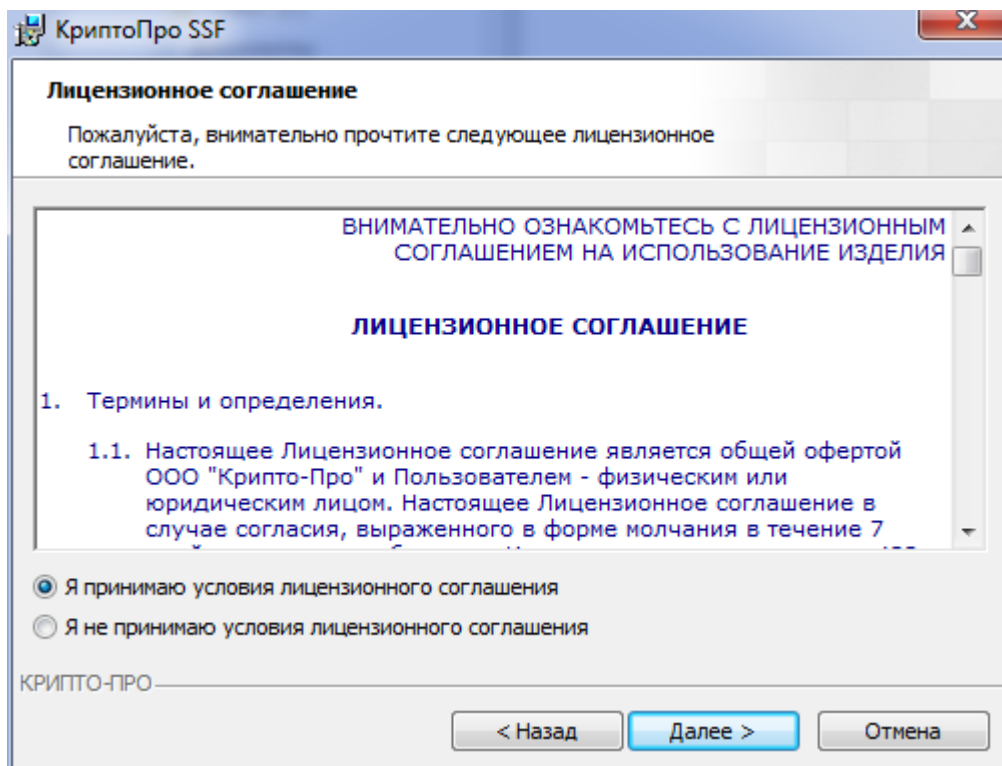 КриптоПро SSF
Лицензионное соглашение
Пожалуйста, внимательно прочтите следующее лицензионное
соглашение.
ВНИМАТЕЛЬНО ОЗНАКОМЬТЕСЬ С ЛИЦЕНЗИОННЫМ
СОГЛАШЕНИЕМ НА ИСПОЛЬЗОВАНИЕ ИЗДЕЛИЯ
ЛИЦЕНЗИОННОЕ СОГЛАШЕНИЕ
1. Термины и определения.
1.1. Настоящее Лицензионное соглашение является общей офертой
ООО "Крипто-Про" и Пользователем - физическим или
юридическим лицом. Настоящее Лицензионное соглашение в
случае согласия, выраженного в форме молчания в течение 7
Я принимаю условия лицензионного соглашения
Я не принимаю условия лицензионного соглашения
КРИПТО-ПРО
< Назад
Далее >
Отмена